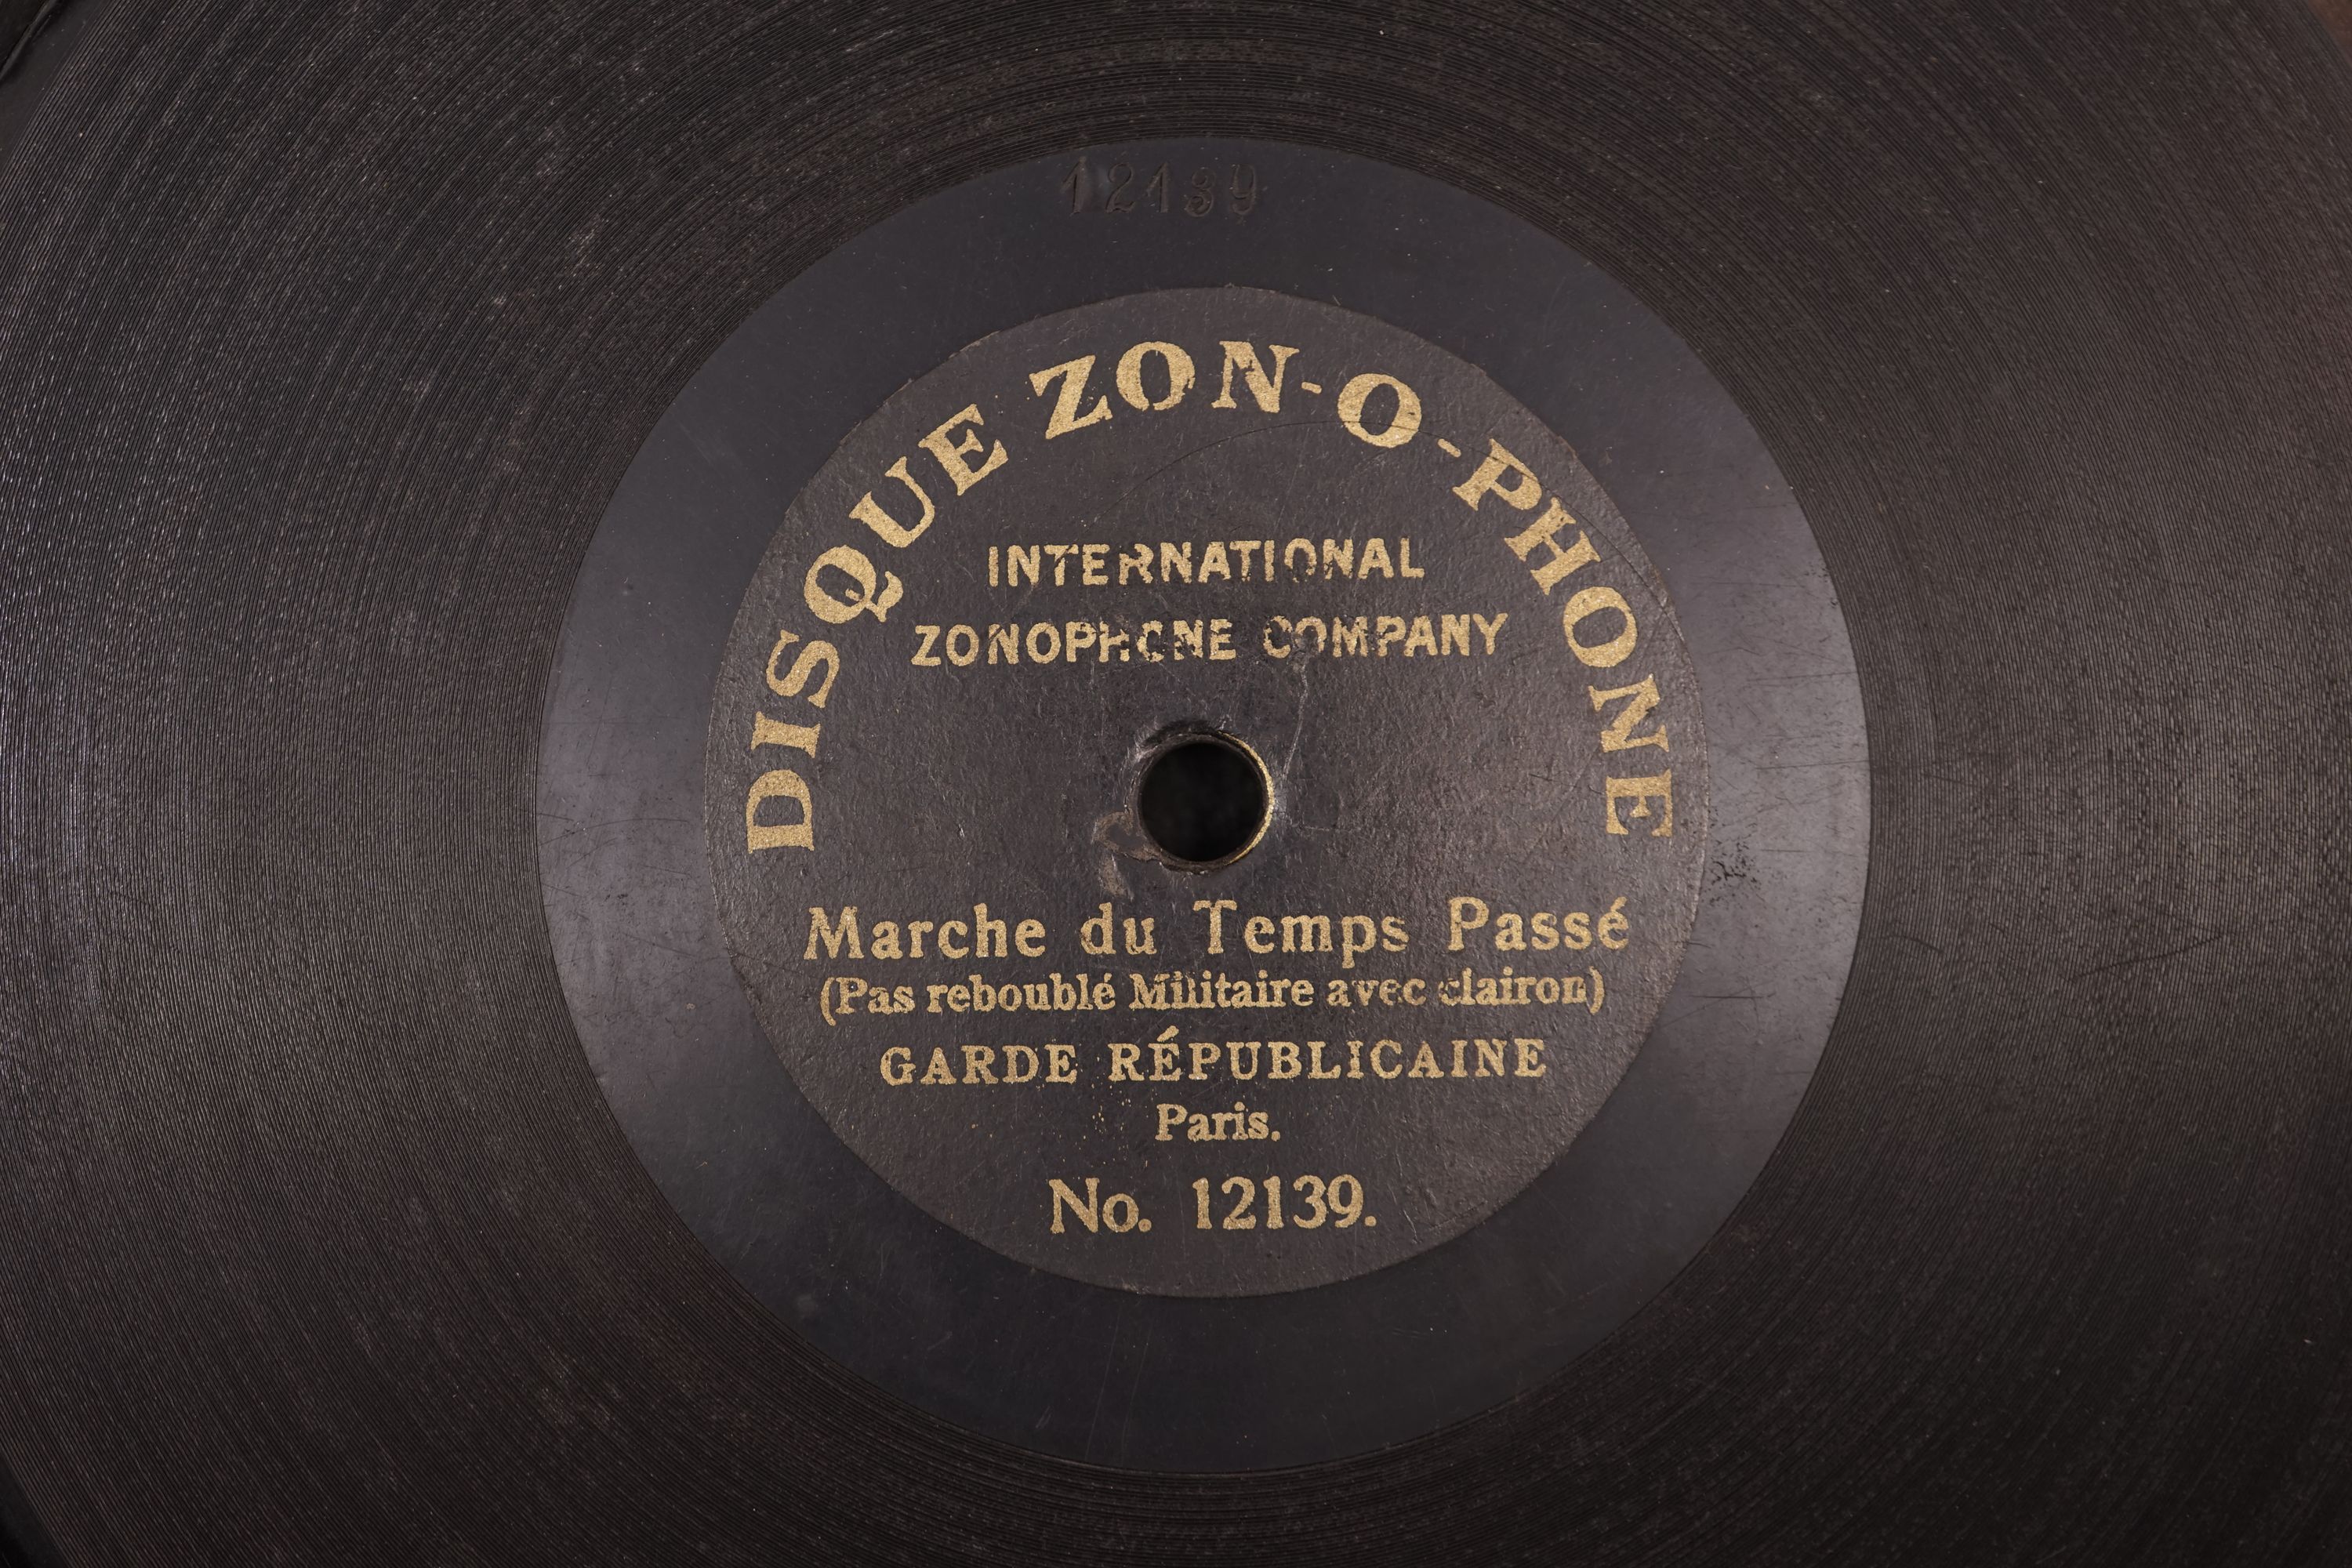 12139
DISQUE ZON-O-PHONE
INTERNATIONAL
ZONOPHONE COMPANY
Marche du Temps Passé
(Pas reboublé Militaire avec clairon)
GARDE RÉPUBLICAINE
Paris.
No. 12139.